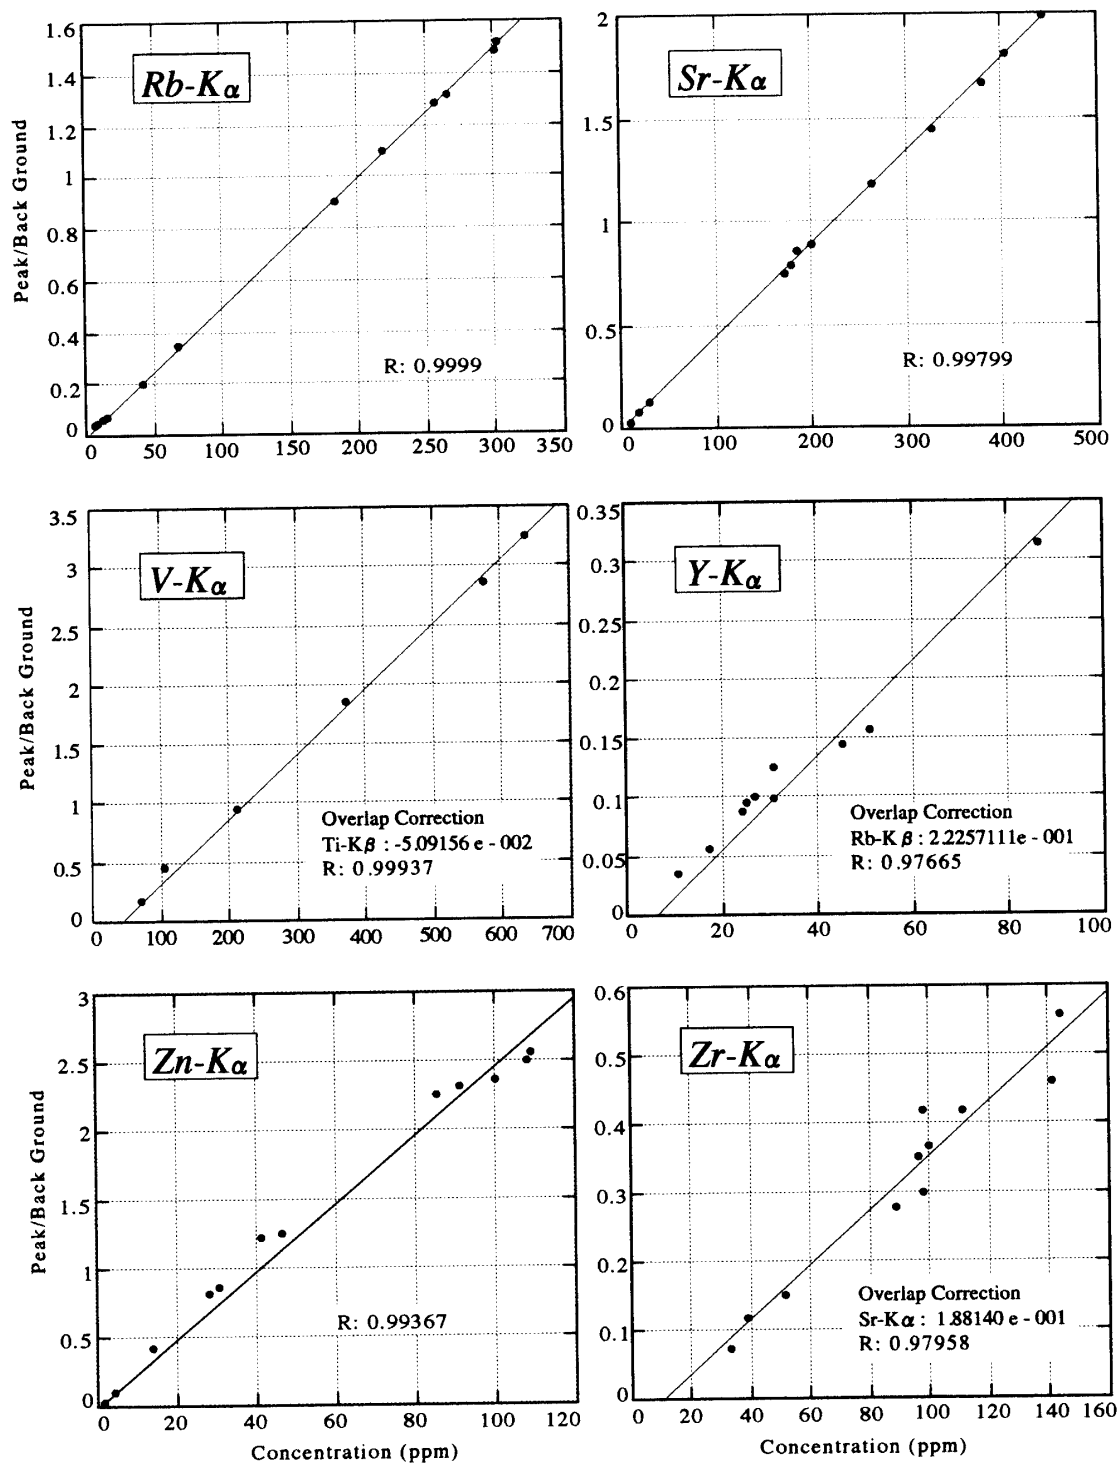 Rb-Kα
Peak/Back Ground
1.6
1.4
1.2
1
0.8
0.6
0.4
0.2
0
R: 0.9999
0 50 100 150 200 250 300 350
Sr-Kα
2
1.5
1
0.5
0
R: 0.99799
0 100 200 300 400 500
V-Kα
Peak/Back Ground
3.5
3
2.5
2
1.5
1
0.5
0
Overlap Correction
Ti-Kβ : -5.09156 e - 002
R: 0.99937
0 100 200 300 400 500 600 700
Y-Kα
0.35
0.3
0.25
0.2
0.15
0.1
0.05
0
Overlap Correction
Rb-Kβ : 2.2257111e - 001
R: 0.97665
0 20 40 60 80 100
Zn-Kα
Peak/Back Ground
3
2.5
2
1.5
1
0.5
0
R: 0.99367
0 20 40 60 80 100 120
Concentration (ppm)
Zr-Kα
0.6
0.5
0.4
0.3
0.2
0.1
0
Overlap Correction
Sr-Kα : 1.88140 e - 001
R: 0.97958
0 20 40 60 80 100 120 140 160
Concentration (ppm)